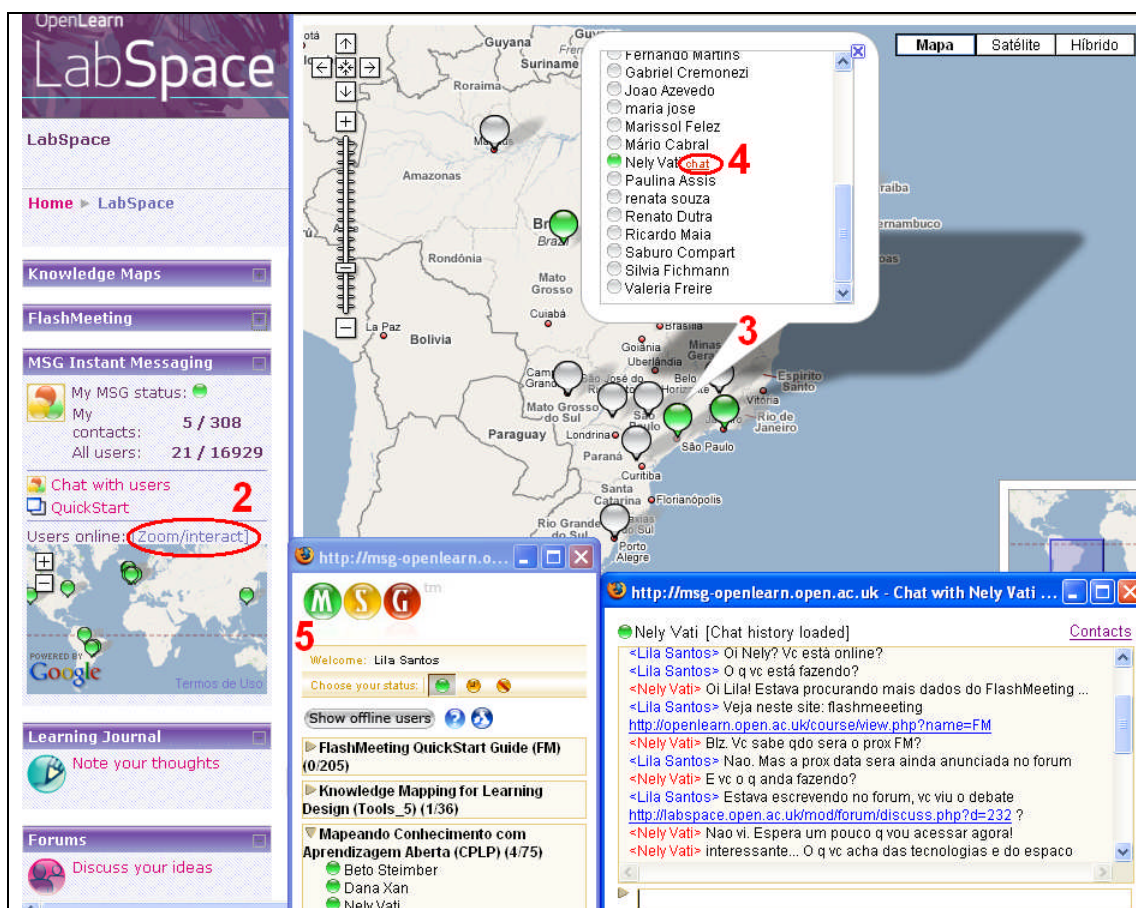 OpenLearn
LabSpace
LabSpace
Home ► LabSpace
Knowledge Maps
FlashMeeting
MSG Instant Messaging
My MSG status:
My contacts: 5 / 308
All users: 21 / 16929
Chat with users
QuickStart
2
Users online: [Zoom/interact]
POWERED BY
Google
Termos de Uso
Learning Journal
Note your thoughts
Forums
Discuss your ideas
Mapa
Satélite
Híbrido
Guyana
Suriname
Roraima
Amazonas
Brazil
Rondônia
Mato Grosso
Cuiabá
La Paz
Bolivia
Brasília
Goiânia
Uberlândia
Minas
Belo Horizonte
Espirito Santo
Vitória
Rio de Janeiro
São José do
Mato Grosso do Sul
São Paulo
Paraguay
Londrina
Paraná
Curitiba
Santa Catarina
Florianópolis
Rio Grande do Sul
Porto Alegre
3
Fernando Martins
Gabriel Cremonezi
Joao Azevedo
maria jose
Marissol Felez
Mário Cabral
Nely Vati chat 4
Paulina Assis
renata souza
Renato Dutra
Ricardo Maia
Saburo Compart
Silvia Fichmann
Valeria Freire
http://msg-openlearn.o...
MSG tm
5
Welcome: Lila Santos
Choose your status:
Show offline users
FlashMeeting QuickStart Guide (FM)
(0/205)
Knowledge Mapping for Learning
Design (Tools_5) (1/36)
Mapeando Conhecimento com
Aprendizagem Aberta (CPLP) (4/75)
Beto Steimber
Dana Xan
Nely Vati
http://msg-openlearn.open.ac.uk - Chat with Nely Vati ...
Nely Vati [Chat history loaded] Contacts
<Lila Santos> Oi Nely? Vc está online?
<Lila Santos> O q vc está fazendo?
<Nely Vati> Oi Lila! Estava procurando mais dados do FlashMeeting ...
<Lila Santos> Veja neste site: flashmeeeting
http://openlearn.open.ac.uk/course/view.php?name=FM
<Nely Vati> Blz. Vc sabe qdo sera o prox FM?
<Lila Santos> Nao. Mas a prox data sera ainda anunciada no forum
<Nely Vati> E vc o q anda fazendo?
<Lila Santos> Estava escrevendo no forum, vc viu o debate
http://labspace.open.ac.uk/mod/forum/discuss.php?d=232 ?
<Nely Vati> Nao vi. Espera um pouco q vou acessar agora!
<Nely Vati> interessante... O q vc acha das tecnologias e do espaco